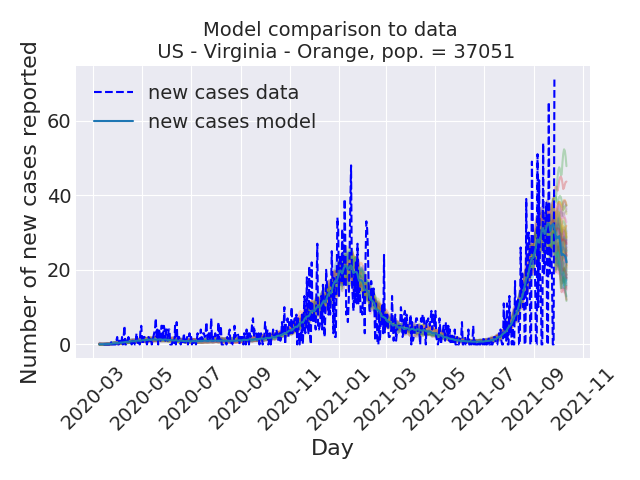 Model comparison to data
US - Virginia - Orange, pop. = 37051
new cases data
new cases model
Number of new cases reported
60
40
20
0
2020-03
2020-05
2020-07
2020-09
2020-11
2021-01
2021-03
2021-05
2021-07
2021-09
2021-11
Day